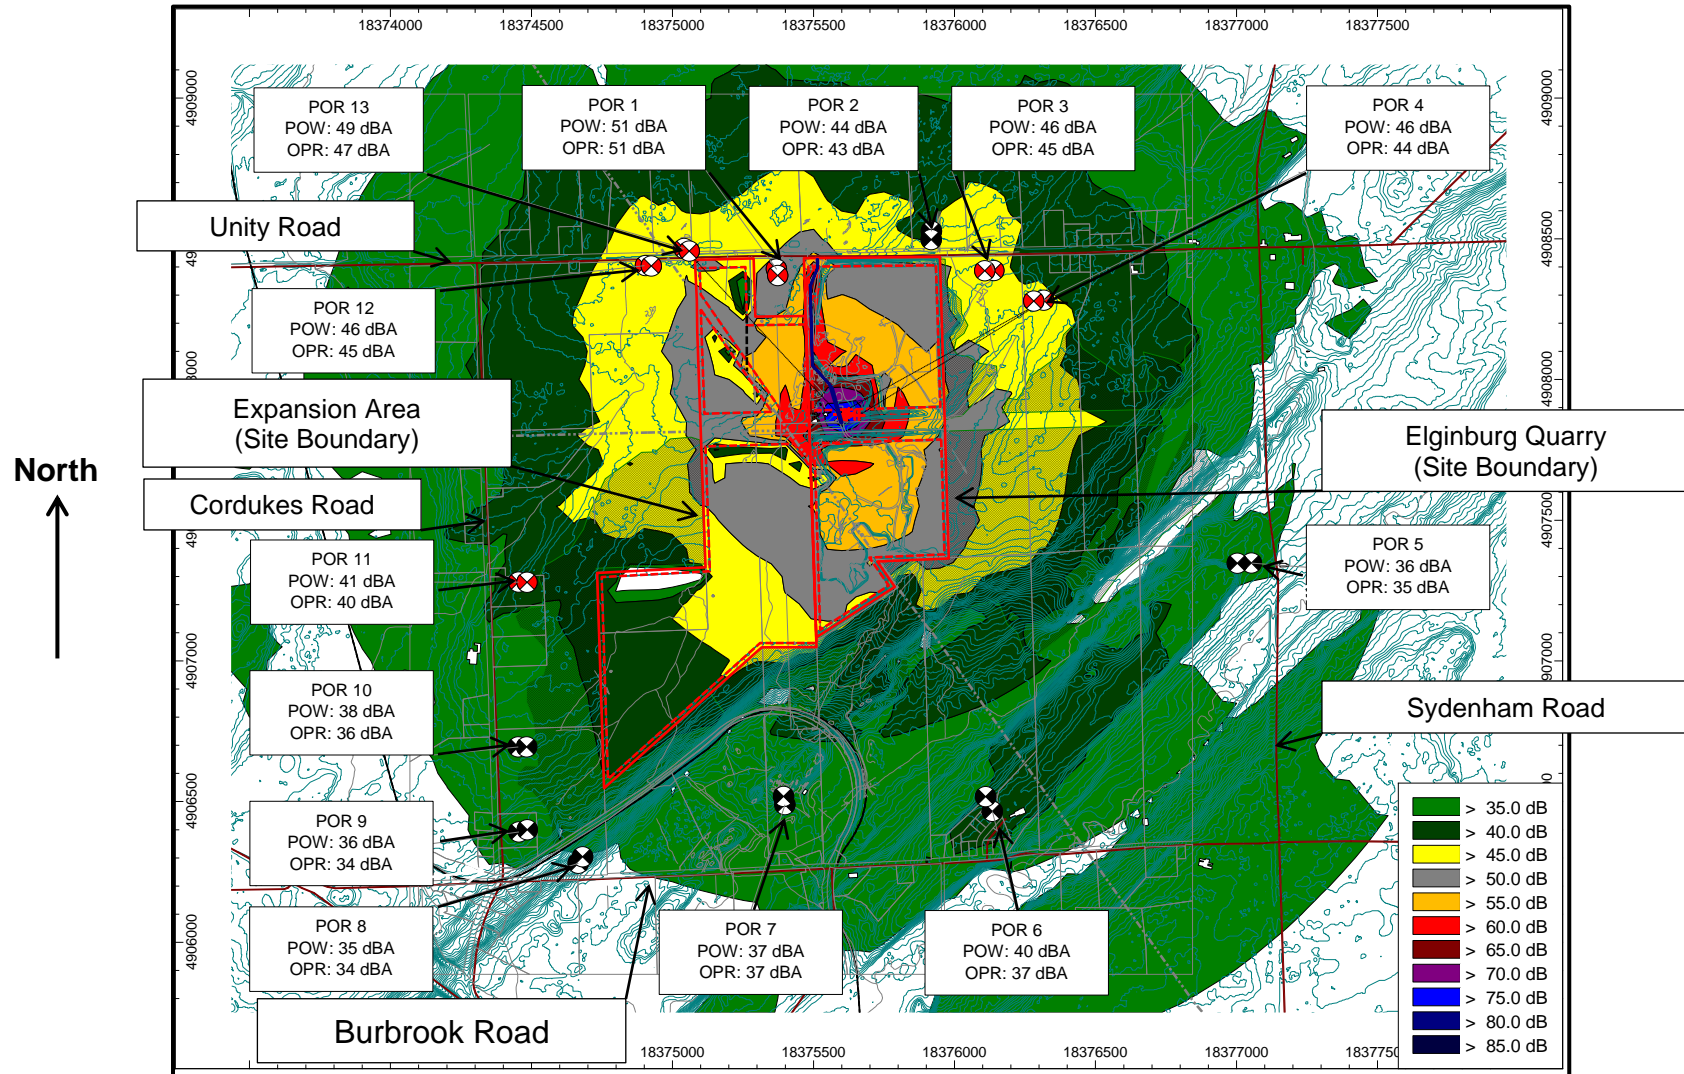 18374000 18374500 18375000 18375500 18376000 18376500 18377000 18377500
4909000
4909000
POR 13
POW: 49 dBA
OPR: 47 dBA
POR 1
POW: 51 dBA
OPR: 51 dBA
POR 2
POW: 44 dBA
OPR: 43 dBA
POR 3
POW: 46 dBA
OPR: 45 dBA
POR 4
POW: 46 dBA
OPR: 44 dBA
Unity Road
4908500
POR 12
POW: 46 dBA
OPR: 45 dBA
4908000
Expansion Area
(Site Boundary)
Elginburg Quarry
(Site Boundary)
North
Cordukes Road
4907500
POR 11
POW: 41 dBA
OPR: 40 dBA
POR 5
POW: 36 dBA
OPR: 35 dBA
4907000
4907000
POR 10
POW: 38 dBA
OPR: 36 dBA
Sydenham Road
4906500
POR 9
POW: 36 dBA
OPR: 34 dBA
POR 8
POW: 35 dBA
OPR: 34 dBA
4906000
POR 7
POW: 37 dBA
OPR: 37 dBA
POR 6
POW: 40 dBA
OPR: 37 dBA
Burbrook Road
> 35.0 dB
> 40.0 dB
> 45.0 dB
> 50.0 dB
> 55.0 dB
> 60.0 dB
> 65.0 dB
> 70.0 dB
> 75.0 dB
> 80.0 dB
> 85.0 dB
18375000 18375500 18376000 18376500 18377000